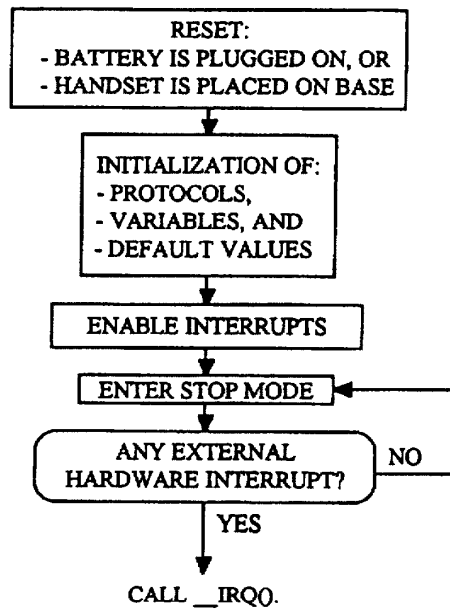 RESET:
- BATTERY IS PLUGGED ON, OR
- HANDSET IS PLACED ON BASE
INITIALIZATION OF:
- PROTOCOLS,
- VARIABLES, AND
- DEFAULT VALUES
ENABLE INTERRUPTS
ENTER STOP MODE
ANY EXTERNAL
HARDWARE INTERRUPT?
NO
YES
CALL __IRQ().